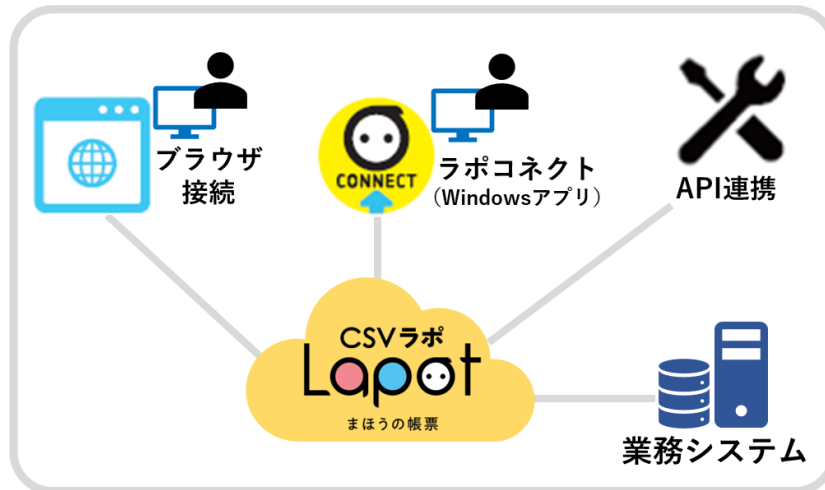 ブラウザ
接続
CONNECT
ラポコネクト
（Windowsアプリ）
API連携
CSVラポ
Lapot
まほうの帳票
業務システム